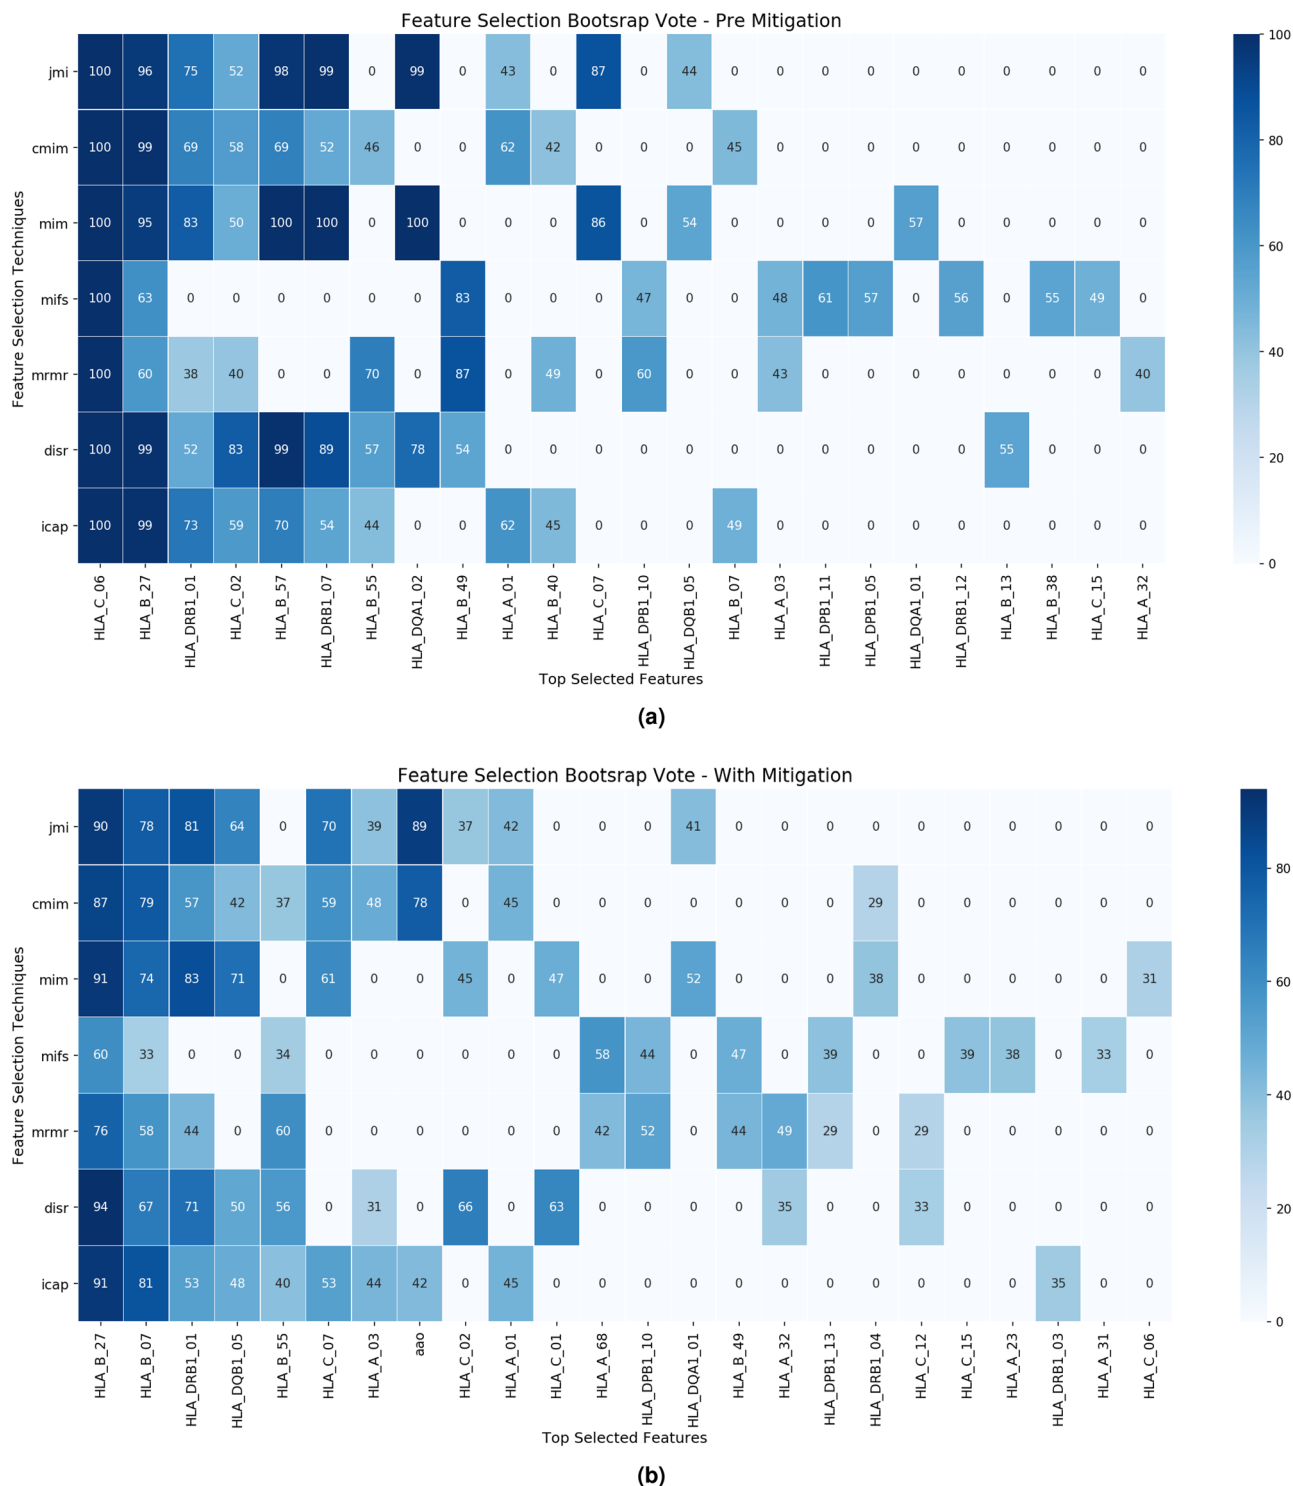 Feature Selection Bootsrap Vote - Pre Mitigation
Feature Selection Techniques
jmi 100 96 75 52 98 99 0 99 0 43 0 87 0 44 0 0 0 0 0 0 0 0 0 0
cmim 100 99 69 58 69 52 46 0 0 62 42 0 0 0 45 0 0 0 0 0 0 0 0 0
mim 100 95 83 50 100 100 0 100 0 0 0 86 0 54 0 0 0 0 57 0 0 0 0 0
mifs 100 63 0 0 0 0 0 0 83 0 0 0 47 0 0 48 61 57 0 56 0 55 49 0
mrmr 100 60 38 40 0 0 70 0 87 0 49 0 60 0 0 43 0 0 0 0 0 0 0 40
disr 100 99 52 83 99 89 57 78 54 0 0 0 0 0 0 0 0 0 0 0 55 0 0 0
icap 100 99 73 59 70 54 44 0 0 62 45 0 0 0 49 0 0 0 0 0 0 0 0 0
HLA_C_06 HLA_B_27 HLA_DRB1_01 HLA_C_02 HLA_B_57 HLA_DRB1_07 HLA_B_55 HLA_DQA1_02 HLA_B_49 HLA_A_01 HLA_B_40 HLA_C_07 HLA_DPB1_10 HLA_DQB1_05 HLA_B_07 HLA_A_03 HLA_DPB1_11 HLA_DPB1_05 HLA_DQA1_01 HLA_DRB1_12 HLA_B_13 HLA_B_38 HLA_C_15 HLA_A_32
Top Selected Features
100
80
60
40
20
0
(a)
Feature Selection Bootsrap Vote - With Mitigation
Feature Selection Techniques
jmi 90 78 81 64 0 70 39 89 37 42 0 0 0 41 0 0 0 0 0 0 0 0 0 0
cmim 87 79 57 42 37 59 48 78 0 45 0 0 0 0 0 0 0 29 0 0 0 0 0 0
mim 91 74 83 71 0 61 0 0 45 0 47 0 0 52 0 0 0 38 0 0 0 0 0 31
mifs 60 33 0 0 34 0 0 0 0 0 0 58 44 0 47 0 39 0 0 39 38 0 33 0
mrmr 76 58 44 0 60 0 0 0 0 0 0 42 52 0 44 49 29 0 29 0 0 0 0 0
disr 94 67 71 50 56 0 31 0 66 0 63 0 0 0 0 35 0 0 33 0 0 0 0 0
icap 91 81 53 48 40 53 44 42 0 45 0 0 0 0 0 0 0 0 0 0 0 35 0 0
HLA_B_27 HLA_B_07 HLA_DRB1_01 HLA_DQB1_05 HLA_B_55 HLA_C_07 HLA_A_03 aao HLA_C_02 HLA_A_01 HLA_C_01 HLA_A_68 HLA_DPB1_10 HLA_DQA1_01 HLA_B_49 HLA_A_32 HLA_DPB1_13 HLA_DRB1_04 HLA_C_12 HLA_C_15 HLA_A_23 HLA_DRB1_03 HLA_A_31 HLA_C_06
Top Selected Features
80
60
40
20
0
(b)